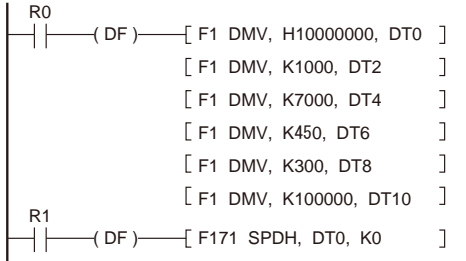 R0
( DF ) [ F1 DMV, H10000000, DT0 ]
[ F1 DMV, K1000, DT2 ]
[ F1 DMV, K7000, DT4 ]
[ F1 DMV, K450, DT6 ]
[ F1 DMV, K300, DT8 ]
[ F1 DMV, K100000, DT10 ]
R1
( DF ) [ F171 SPDH, DT0, K0 ]